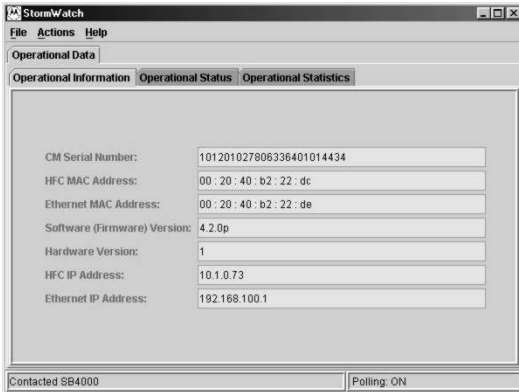 StormWatch
File Actions Help
Operational Data
Operational Information Operational Status Operational Statistics
CM Serial Number: 101201027806336401014434
HFC MAC Address: 00 : 20 : 40 : b2 : 22 : dc
Ethernet MAC Address: 00 : 20 : 40 : b2 : 22 : de
Software (Firmware) Version: 4.2.0p
Hardware Version: 1
HFC IP Address: 10.1.0.73
Ethernet IP Address: 192.168.100.1
Contacted SB4000 Polling: ON